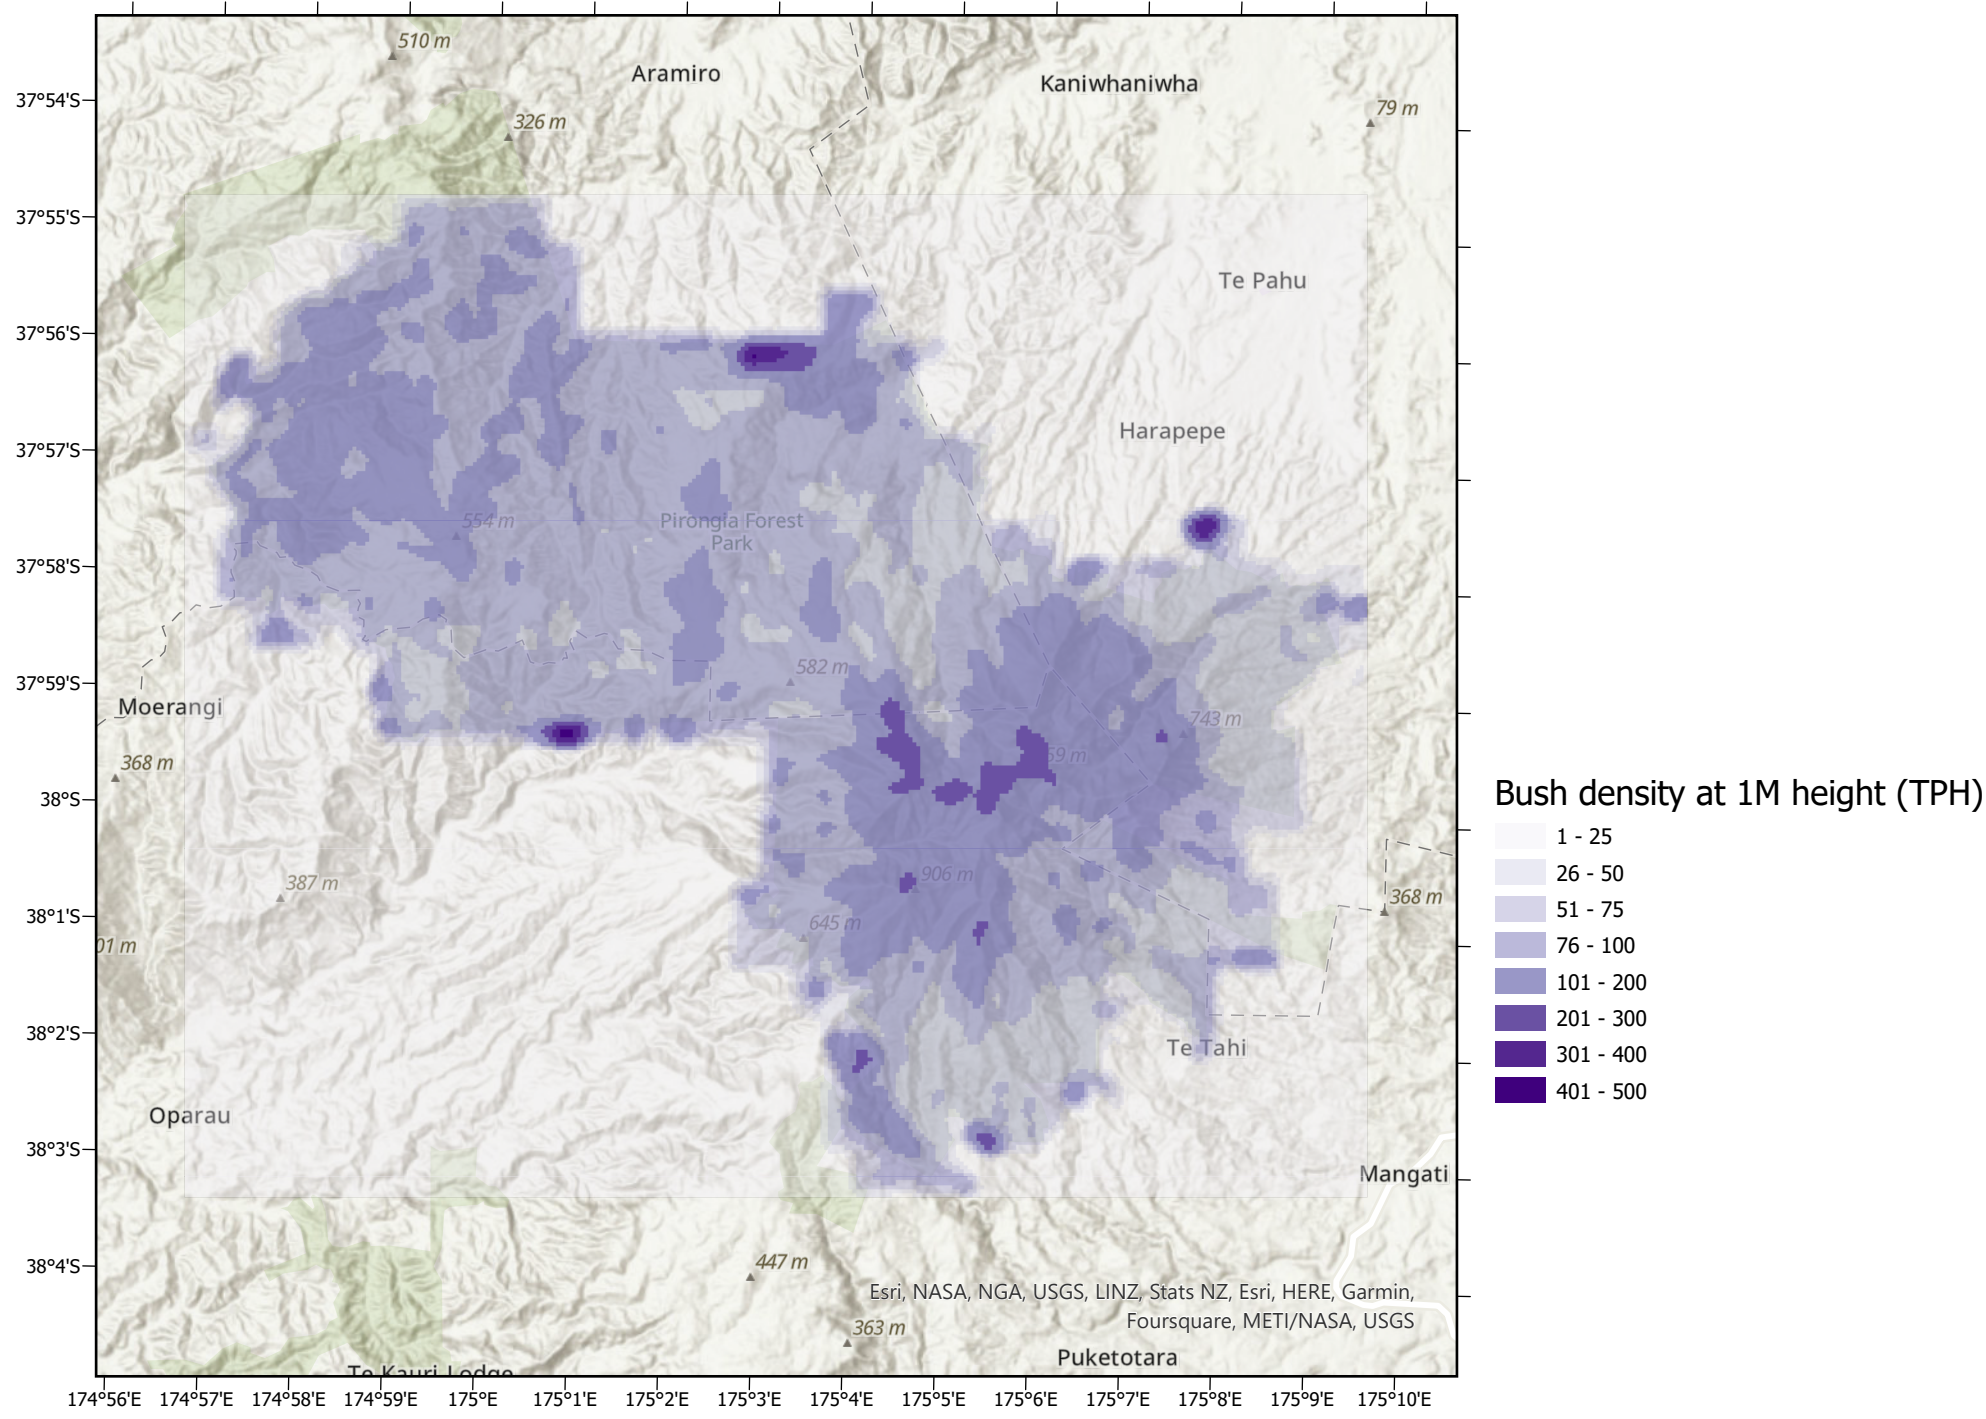 510 m
Aramiro
Kaniwhaniwha
79 m
37°54'S
326 m
37°55'S
Te Pahu
37°56'S
Harapepe
37°57'S
554 m
Pirongia Forest
Park
37°58'S
582 m
37°59'S
Moerangi
743 m
59 m
368 m
38°S
Bush density at 1M height (TPH)
1 - 25
26 - 50
51 - 75
76 - 100
101 - 200
201 - 300
301 - 400
401 - 500
387 m
906 m
368 m
38°1'S
645 m
01 m
38°2'S
Te Tahi
Oparau
38°3'S
Mangati
38°4'S
447 m
Esri, NASA, NGA, USGS, LINZ, Stats NZ, Esri, HERE, Garmin,
Foursquare, METI/NASA, USGS
363 m
Puketotara
Te Kauri Lodge
174°56'E 174°57'E 174°58'E 174°59'E 175°E 175°1'E 175°2'E 175°3'E 175°4'E 175°5'E 175°6'E 175°7'E 175°8'E 175°9'E 175°10'E